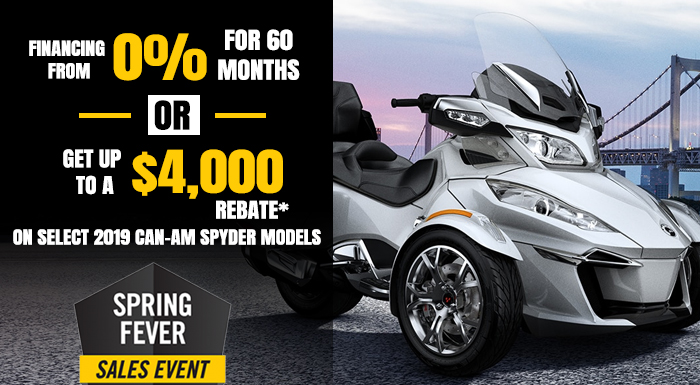 FINANCING FROM 0% FOR 60 MONTHS
OR
GET UP TO A $4,000 REBATE*
ON SELECT 2019 CAN-AM SPYDER MODELS
SPRING
FEVER
SALES EVENT